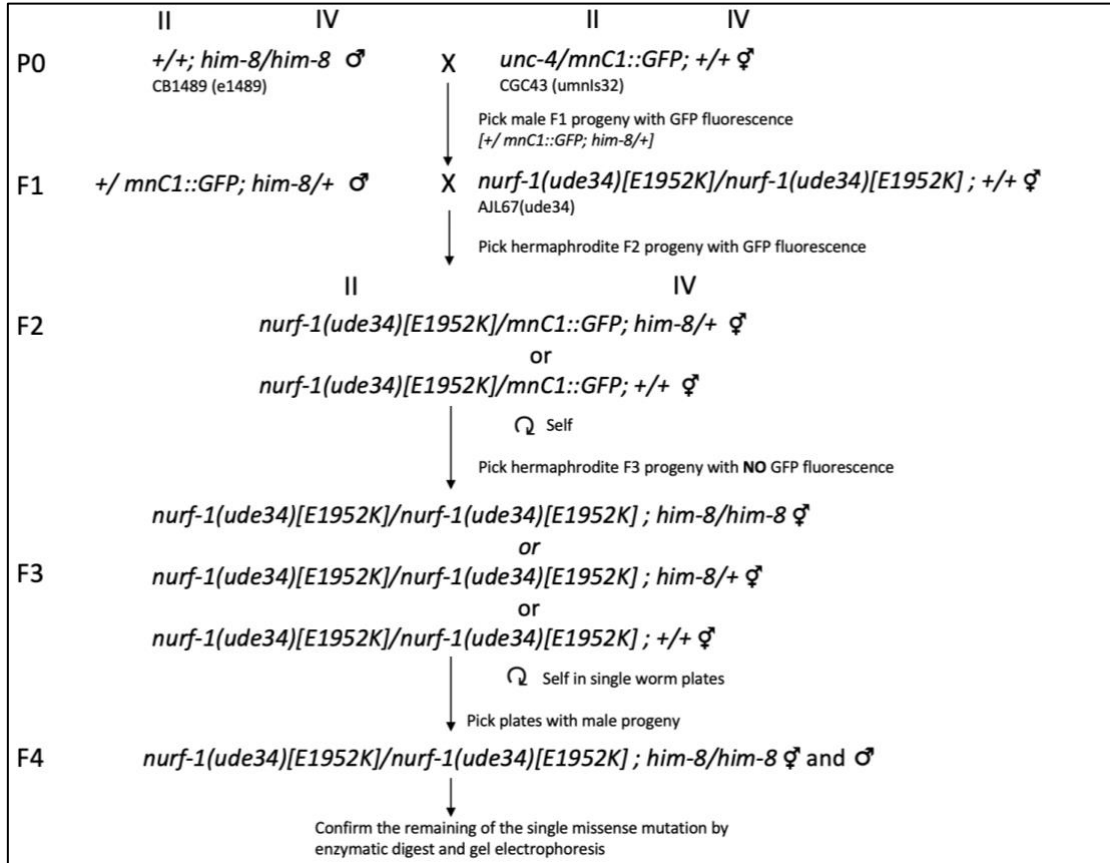 II IV II IV
P0 +/+; him-8/him-8 ♂ X unc-4/mnC1::GFP; +/+ ⚥
CB1489 (e1489) CGC43 (umnIs32)
Pick male F1 progeny with GFP fluorescence
[+/ mnC1::GFP; him-8/+]
F1 +/ mnC1::GFP; him-8/+ ♂ X nurf-1(ude34)[E1952K]/nurf-1(ude34)[E1952K] ; +/+ ⚥
AJL67(ude34)
Pick hermaphrodite F2 progeny with GFP fluorescence
II IV
F2 nurf-1(ude34)[E1952K]/mnC1::GFP; him-8/+ ⚥
or
nurf-1(ude34)[E1952K]/mnC1::GFP; +/+ ⚥
Self
Pick hermaphrodite F3 progeny with NO GFP fluorescence
nurf-1(ude34)[E1952K]/nurf-1(ude34)[E1952K] ; him-8/him-8 ⚥
or
F3 nurf-1(ude34)[E1952K]/nurf-1(ude34)[E1952K] ; him-8/+ ⚥
or
nurf-1(ude34)[E1952K]/nurf-1(ude34)[E1952K] ; +/+ ⚥
Self in single worm plates
Pick plates with male progeny
F4 nurf-1(ude34)[E1952K]/nurf-1(ude34)[E1952K] ; him-8/him-8 ⚥ and ♂
Confirm the remaining of the single missense mutation by
enzymatic digest and gel electrophoresis